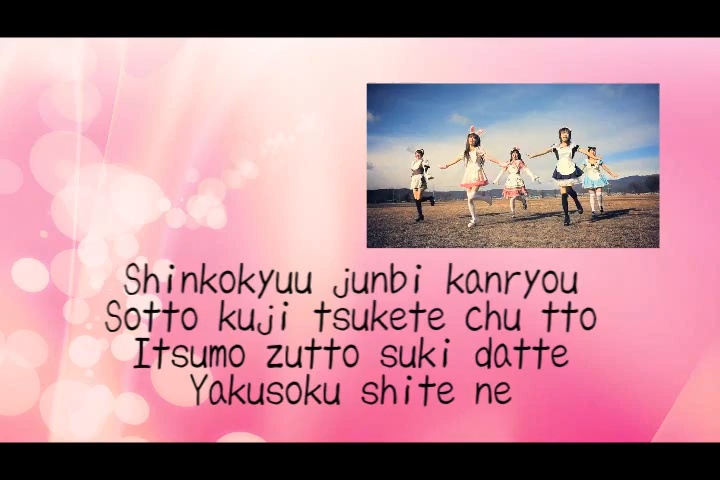 Shinkokyuu junbi kanryou
Sotto kuji tsukete chu tto
Itsumo zutto suki datte
Yakusoku shite ne